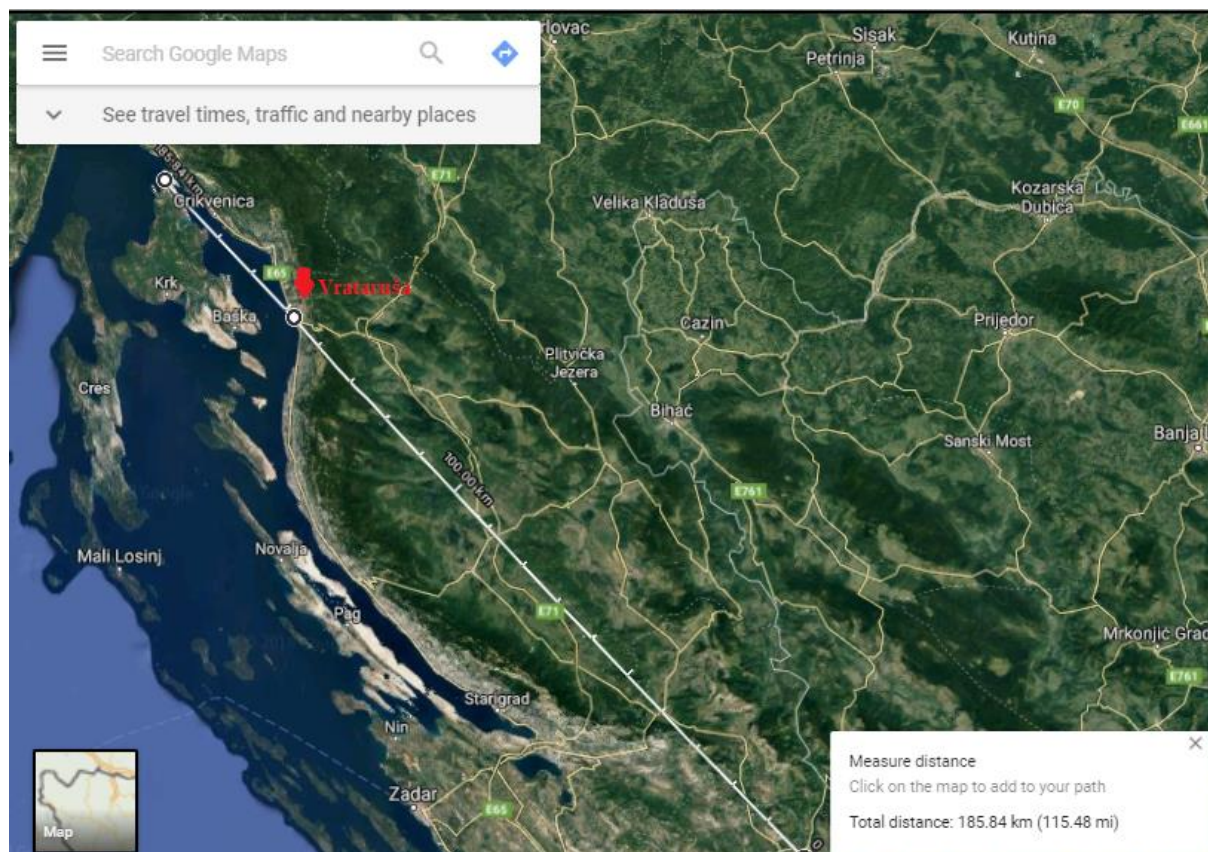 Search Google Maps
See travel times, traffic and nearby places
rlovac
Sisak
Kutina
Petrinja
E70
E661
E71
185.84 km
Crikvenica
Velika Kladuša
Kozarska
Dubica
E65
Krk
Vratavuša
Baška
Cazin
Prijedor
Plitvička
Jezera
Cres
Bihać
Sanski Most
Banja L
100.00 km
E761
Novalja
Mali Losinj
Pag
E71
Mrkonjić Grad
E761
Starigrad
Nin
Zadar
E65
Map
0
Measure distance
Click on the map to add to your path
Total distance: 185.84 km (115.48 mi)